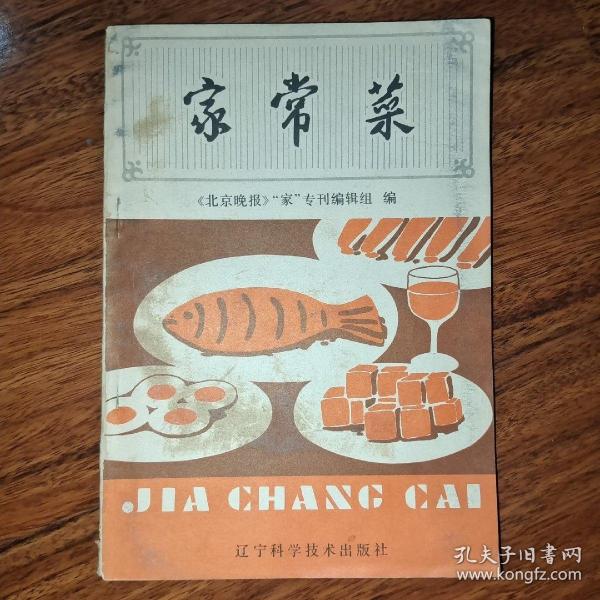 家常菜
《北京晚报》“家”专刊编辑组 编
JIA CHANG CAI
辽宁科学技术出版社
孔夫子旧书网
www.kongfz.com